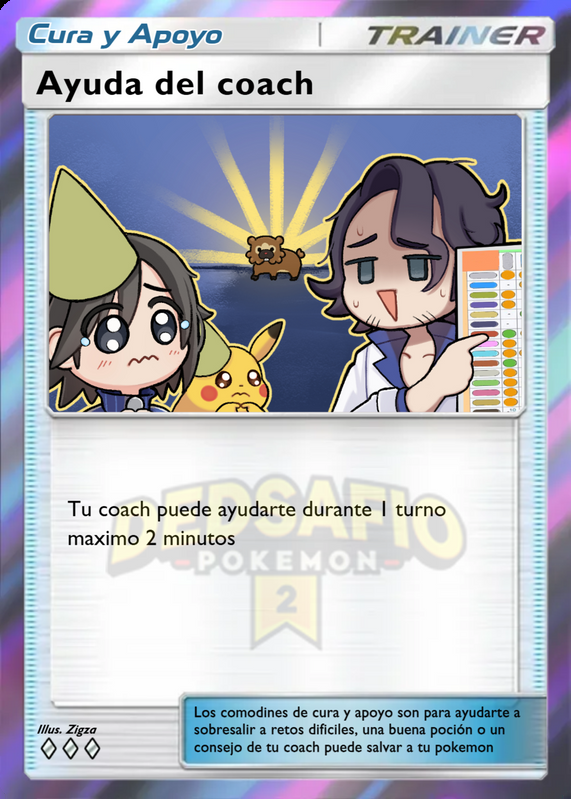 Cura y Apoyo
TRAINER
Ayuda del coach
Tu coach puede ayudarte durante 1 turno
maximo 2 minutos
DEDSAFIO
POKEMON
2
Illus. Zigza
Los comodines de cura y apoyo son para ayudarte a
sobresalir a retos dificiles, una buena poción o un
consejo de tu coach puede salvar a tu pokemon